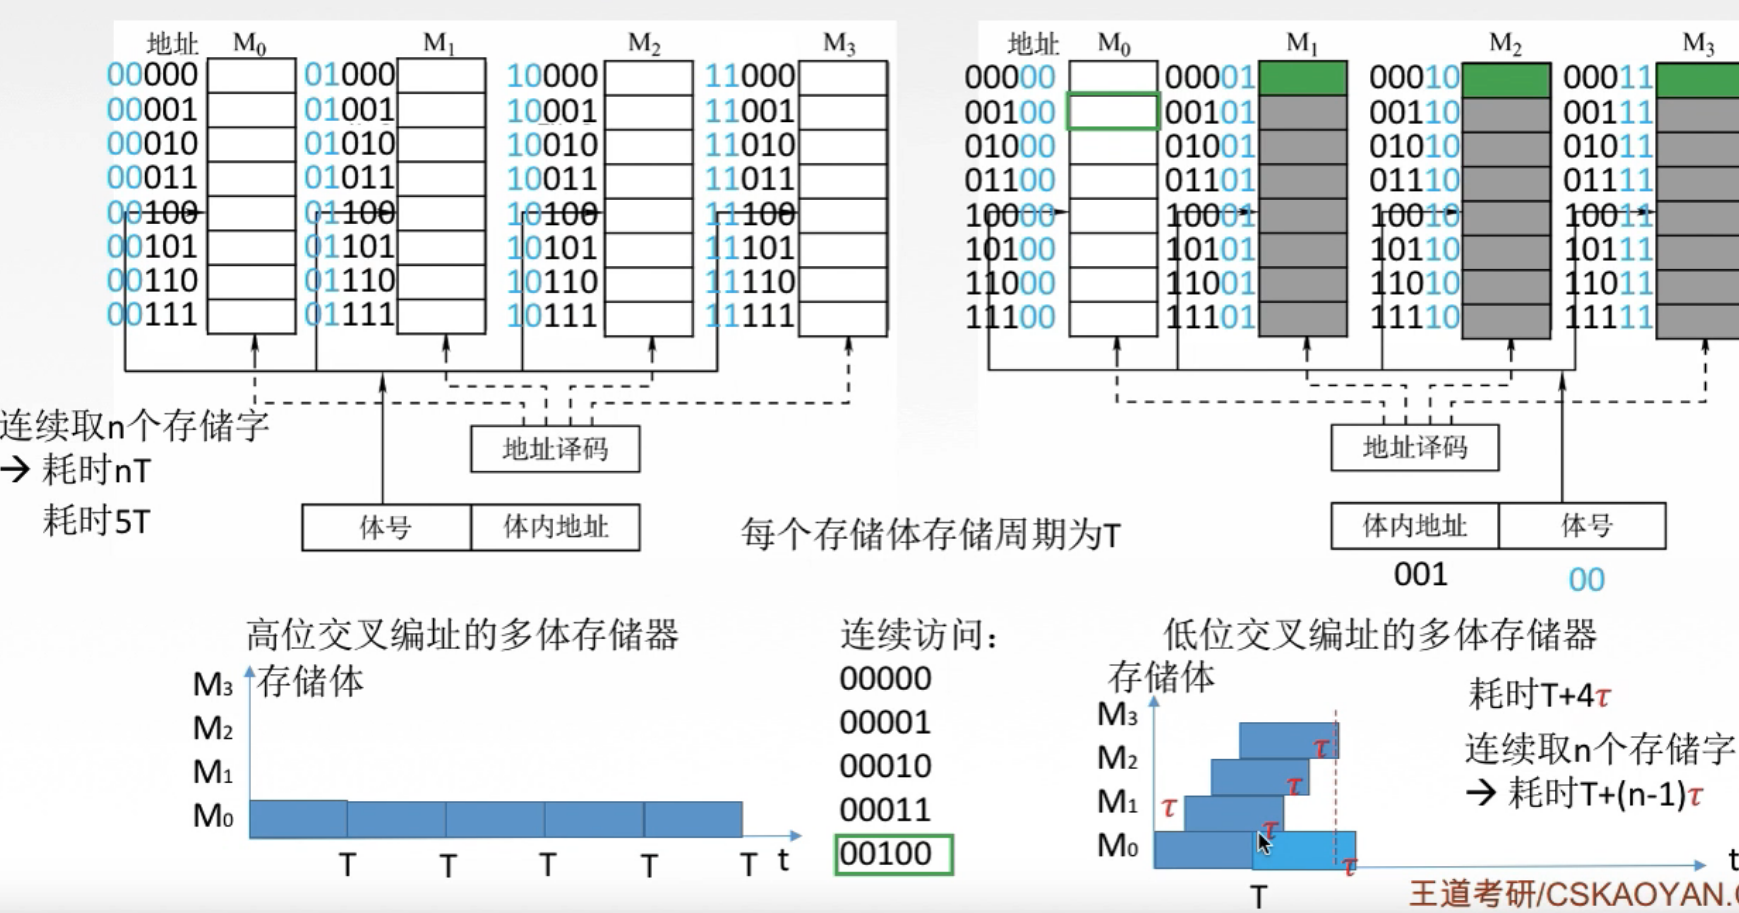 地址 M₀ M₁ M₂ M₃
00000 01000 10000 11000
00001 01001 10001 11001
00010 01010 10010 11010
00011 01011 10011 11011
00100 01100 10100 11100
00101 01101 10101 11101
00110 01110 10110 11110
00111 01111 10111 11111
地址译码
体号 体内地址
连续取n个存储字
→ 耗时nT
耗时5T
地址 M₀ M₁ M₂ M₃
00000 00001 00010 00011
00100 00101 00110 00111
01000 01001 01010 01011
01100 01101 01110 01111
10000 10001 10010 10011
10100 10101 10110 10111
11000 11001 11010 11011
11100 11101 11110 11111
地址译码
体内地址 体号
001 00
每个存储体存储周期为T
高位交叉编址的多体存储器
存储体
M₃
M₂
M₁
M₀
T T T T T t
连续访问：
00000
00001
00010
00011
00100
低位交叉编址的多体存储器
存储体
M₃ τ
M₂ τ
M₁ τ τ
M₀ τ
T t
耗时T+4τ
连续取n个存储字
→ 耗时T+(n-1)τ
王道考研/CSKAOYAN.